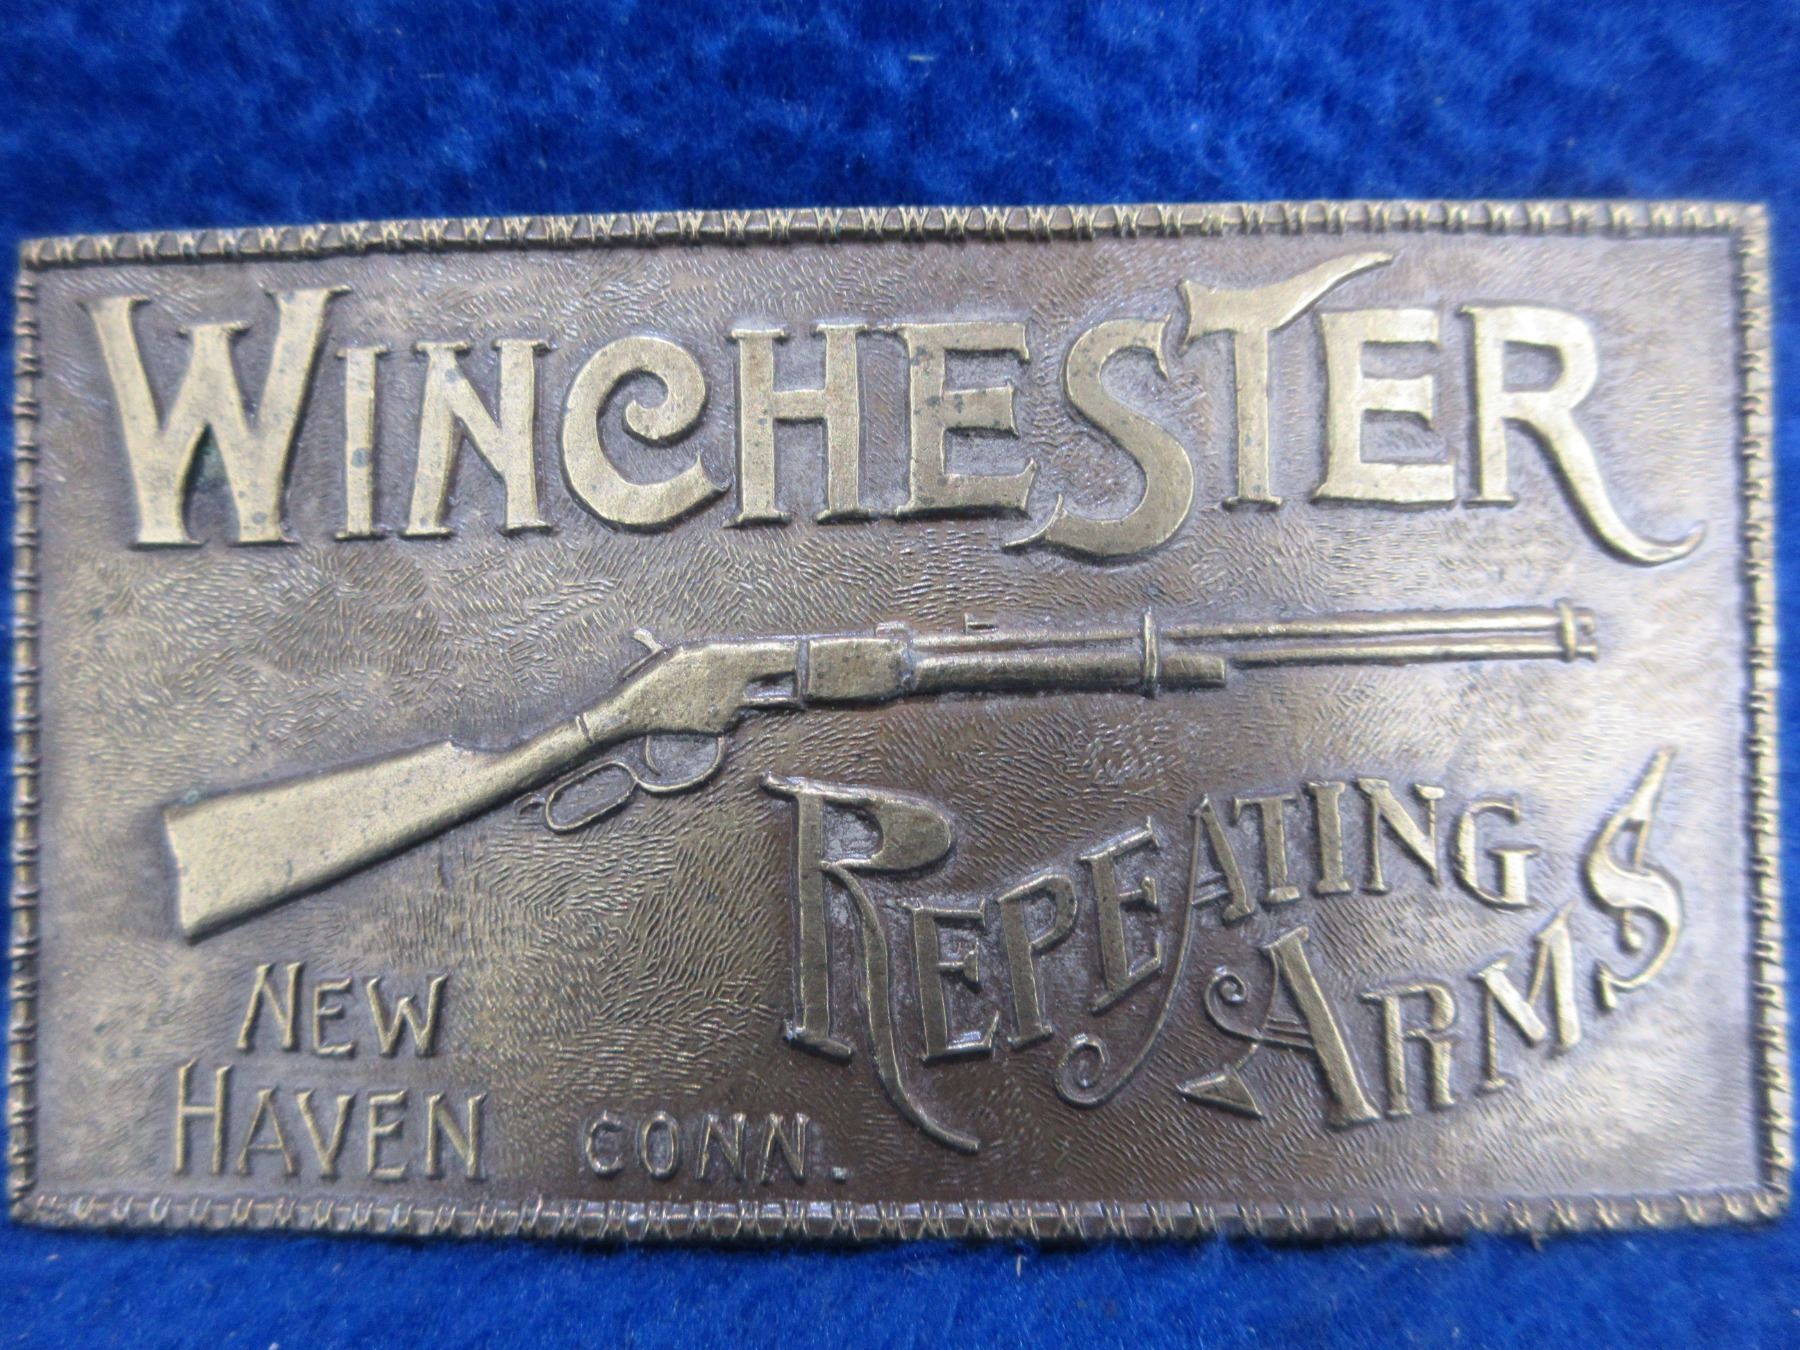 WINCHESTER
REPEATING
ARMS
NEW
HAVEN CONN.